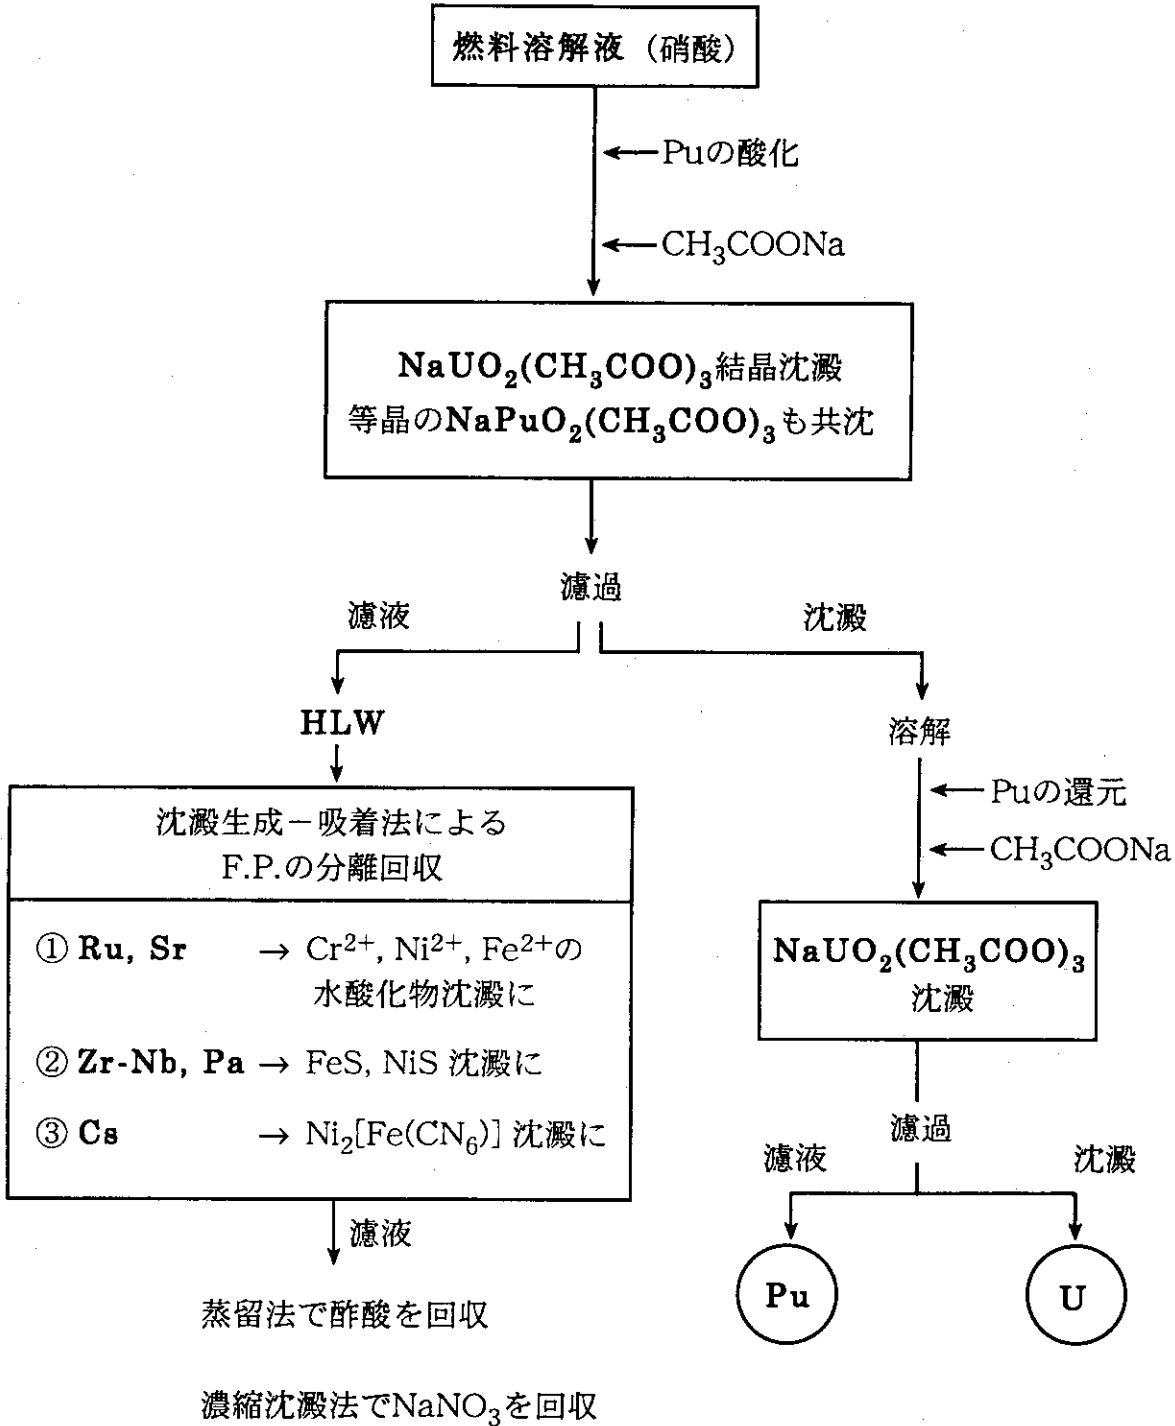 燃料溶解液（硝酸）
Puの酸化
CH₃COONa
NaUO₂(CH₃COO)₃結晶沈澱
等晶のNaPuO₂(CH₃COO)₃も共沈
濾過
濾液
沈澱
HLW
沈澱生成－吸着法による
F.P.の分離回収
① Ru, Sr → Cr²⁺, Ni²⁺, Fe²⁺の
水酸化物沈澱に
② Zr-Nb, Pa → FeS, NiS 沈澱に
③ Cs → Ni₂[Fe(CN₆)] 沈澱に
濾液
蒸留法で酢酸を回収
濃縮沈澱法でNaNO₃を回収
溶解
Puの還元
CH₃COONa
NaUO₂(CH₃COO)₃
沈澱
濾過
濾液
沈澱
Pu
U